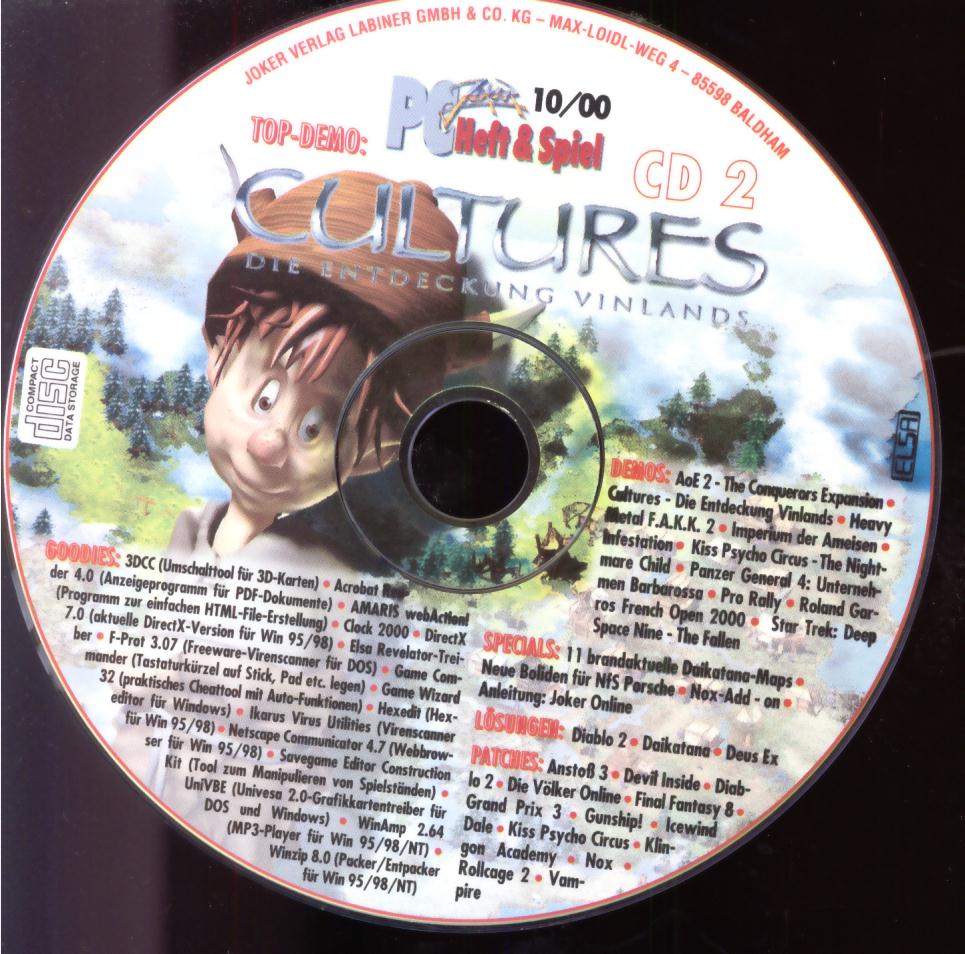 JOKER VERLAG LABINER GMBH & CO. KG – MAX-LOIDL-WEG 4 – 85598 BALDHAM
PC Joker 10/00
Heft & Spiel
TOP-DEMO:
CD 2
CULTURES
DIE ENTDECKUNG VINLANDS
COMPACT
disc
DATA STORAGE
ELSA
GOODIES: 3DCC (Umschalttool für 3D-Karten) • Acrobat Rea-
der 4.0 (Anzeigeprogramm für PDF-Dokumente) • AMARIS webAction!
(Programm zur einfachen HTML-File-Erstellung) • Clock 2000 • DirectX
7.0 (aktuelle DirectX-Version für Win 95/98) • Elsa Revelator-Trei-
ber • F-Prot 3.07 (Freeware-Virenscanner für DOS) • Game Com-
mander (Tastaturkürzel auf Stick, Pad etc. legen) • Game Wizard
32 (praktisches Cheattool mit Auto-Funktionen) • Hexedit (Hex-
editor für Windows) • Ikarus Virus Utilities (Virenscanner
für Win 95/98) • Netscape Communicator 4.7 (Webbrow-
ser für Win 95/98) • Savegame Editor Construction
Kit (Tool zum Manipulieren von Spielständen) •
UniVBE (Univesa 2.0-Grafikkartentreiber für
DOS und Windows) • WinAmp 2.64
(MP3-Player für Win 95/98/NT) •
Winzip 8.0 (Packer/Entpacker
für Win 95/98/NT)
DEMOS: AoE 2 - The Conquerors Expansion •
Cultures - Die Entdeckung Vinlands • Heavy
Metal F.A.K.K. 2 • Imperium der Ameisen •
Infestation • Kiss Psycho Circus - The Night-
mare Child • Panzer General 4: Unterneh-
men Barbarossa • Pro Rally • Roland Gar-
ros French Open 2000 • Star Trek: Deep
Space Nine - The Fallen
SPECIALS: 11 brandaktuelle Daikatana-Maps •
Neue Boliden für NfS Porsche • Nox-Add - on •
Anleitung: Joker Online
LÖSUNGEN: Diablo 2 • Daikatana • Deus Ex
PATCHES: Anstoß 3 • Devil Inside • Diab-
lo 2 • Die Völker Online • Final Fantasy 8 •
Grand Prix 3 • Gunship! • Icewind
Dale • Kiss Psycho Circus • Klin-
gon Academy • Nox •
Rollcage 2 • Vam-
pire